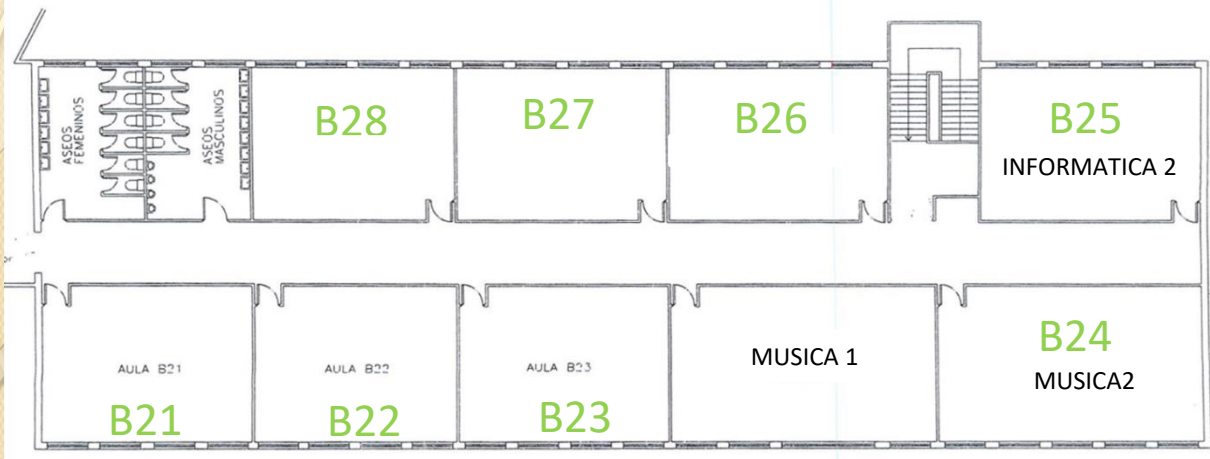 ASEOS
FEMENINOS
ASEOS
MASCULINOS
B28
B27
B26
B25
INFORMATICA 2
AULA B21
B21
AULA B22
B22
AULA B23
B23
MUSICA 1
B24
MUSICA2